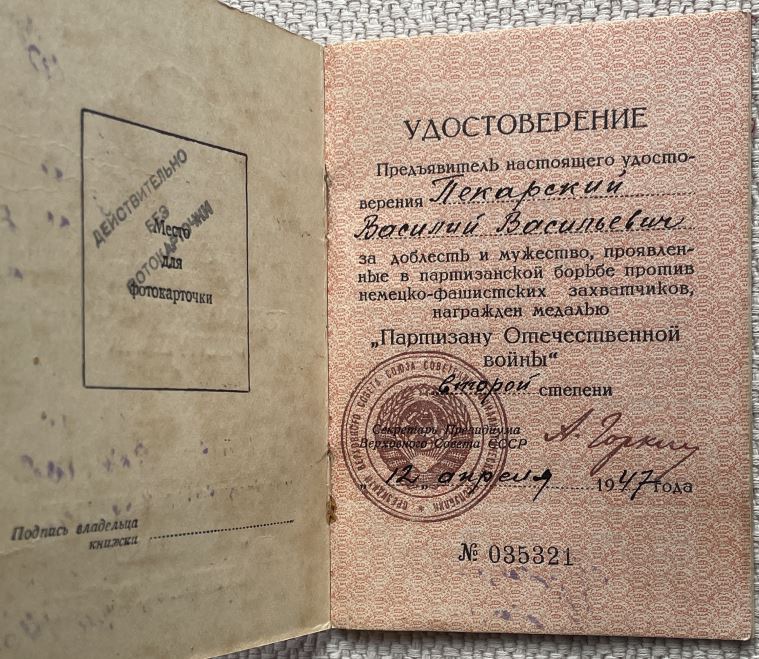 ДЕЙСТВИТЕЛЬНО
БЕЗ
ФОТОКАРТОЧКИ
Место
для
фотокарточки
Подпись владельца
книжки
УДОСТОВЕРЕНИЕ
Предъявитель настоящего удосто-
верения Пекарский
Василий Васильевич
за доблесть и мужество, проявлен-
ные в партизанской борьбе против
немецко-фашистских захватчиков,
награжден медалью
„Партизану Отечественной
войны“
второй степени
Секретарь Президиума
Верховного Совета СССР А. Горкин
12 „ апреля 1947 года
№ 035321